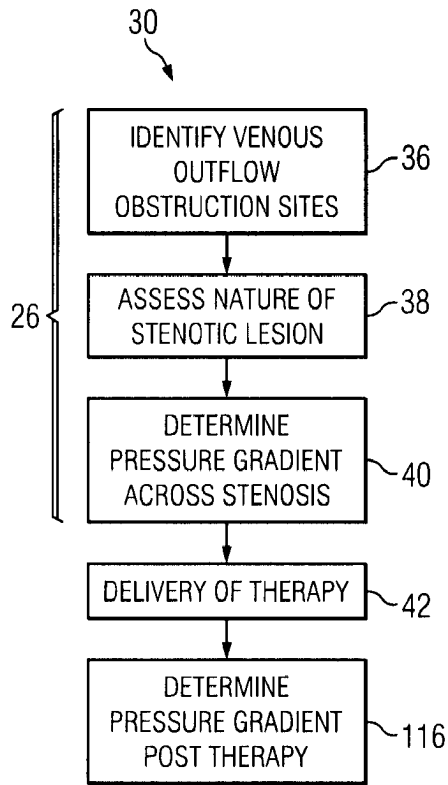 30
IDENTIFY VENOUS
OUTFLOW
OBSTRUCTION SITES
36
ASSESS NATURE OF
STENOTIC LESION
38
26
DETERMINE
PRESSURE GRADIENT
ACROSS STENOSIS
40
DELIVERY OF THERAPY
42
DETERMINE
PRESSURE GRADIENT
POST THERAPY
116